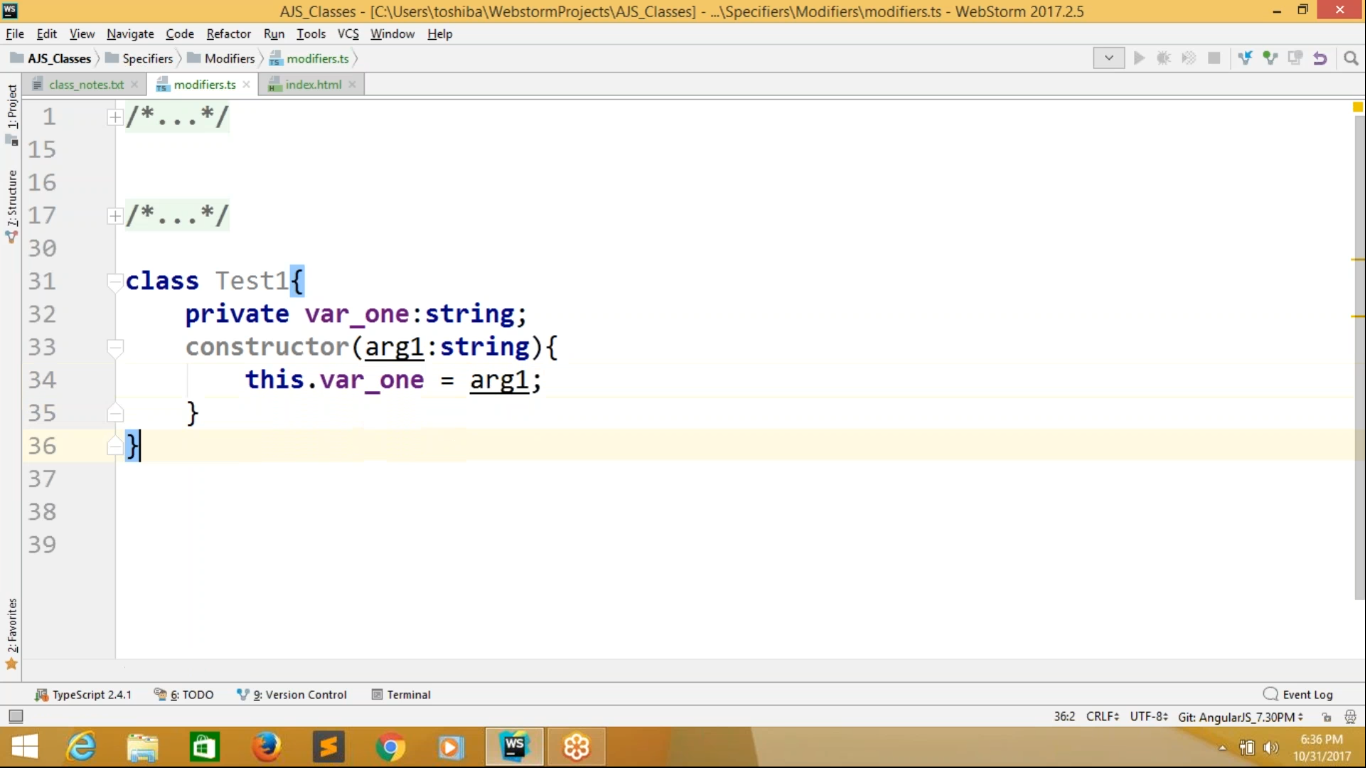 WS AJS_Classes - [C:\Users\toshiba\WebstormProjects\AJS_Classes] - ...\Specifiers\Modifiers\modifiers.ts - WebStorm 2017.2.5
File Edit View Navigate Code Refactor Run Tools VCS Window Help
AJS_Classes Specifiers Modifiers modifiers.ts
class_notes.txt modifiers.ts index.html
1: Project
Z: Structure
2: Favorites
1 /*...*/
15
16
17 /*...*/
30
31 class Test1{
32 private var_one:string;
33 constructor(arg1:string){
34 this.var_one = arg1;
35 }
36 }
37
38
39
TypeScript 2.4.1 6: TODO 9: Version Control Terminal Event Log
36:2 CRLF UTF-8 Git: AngularJS_7.30PM
WS 6:36 PM
10/31/2017